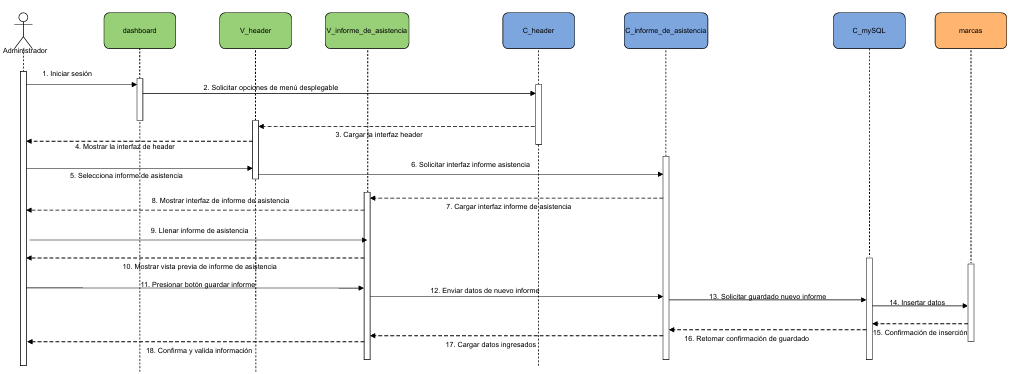 dashboard
V_header
V_informe_de_asistencia
C_header
C_informe_de_asistencia
C_mySQL
marcas
Administrador
1. Iniciar sesión
2. Solicitar opciones de menú desplegable
3. Cargar la interfaz header
4. Mostrar la interfaz de header
5. Selecciona informe de asistencia
6. Solicitar interfaz informe asistencia
7. Cargar interfaz informe de asistencia
8. Mostrar interfaz de informe de asistencia
9. Llenar informe de asistencia
10. Mostrar vista previa de informe de asistencia
11. Presionar botón guardar informe
12. Enviar datos de nuevo informe
13. Solicitar guardado nuevo informe
14. Insertar datos
15. Confirmación de inserción
16. Retornar confirmación de guardado
17. Cargar datos ingresados
18. Confirma y valida información